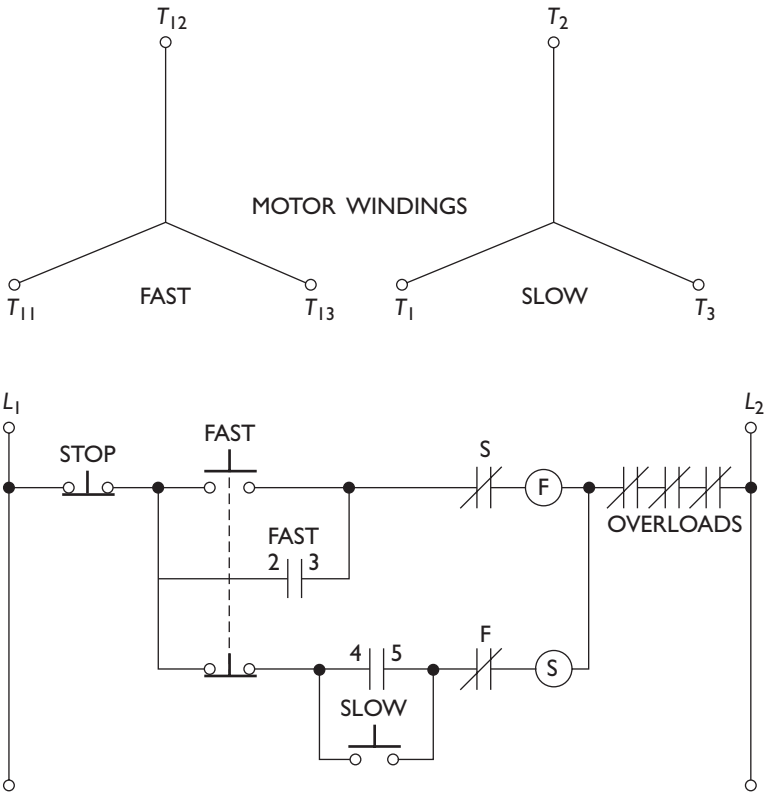 T12 T2
MOTOR WINDINGS
FAST SLOW
T11 T13 T1 T3
L1 L2
FAST
STOP S
F
FAST OVERLOADS
2 3
4 5 F
S
SLOW